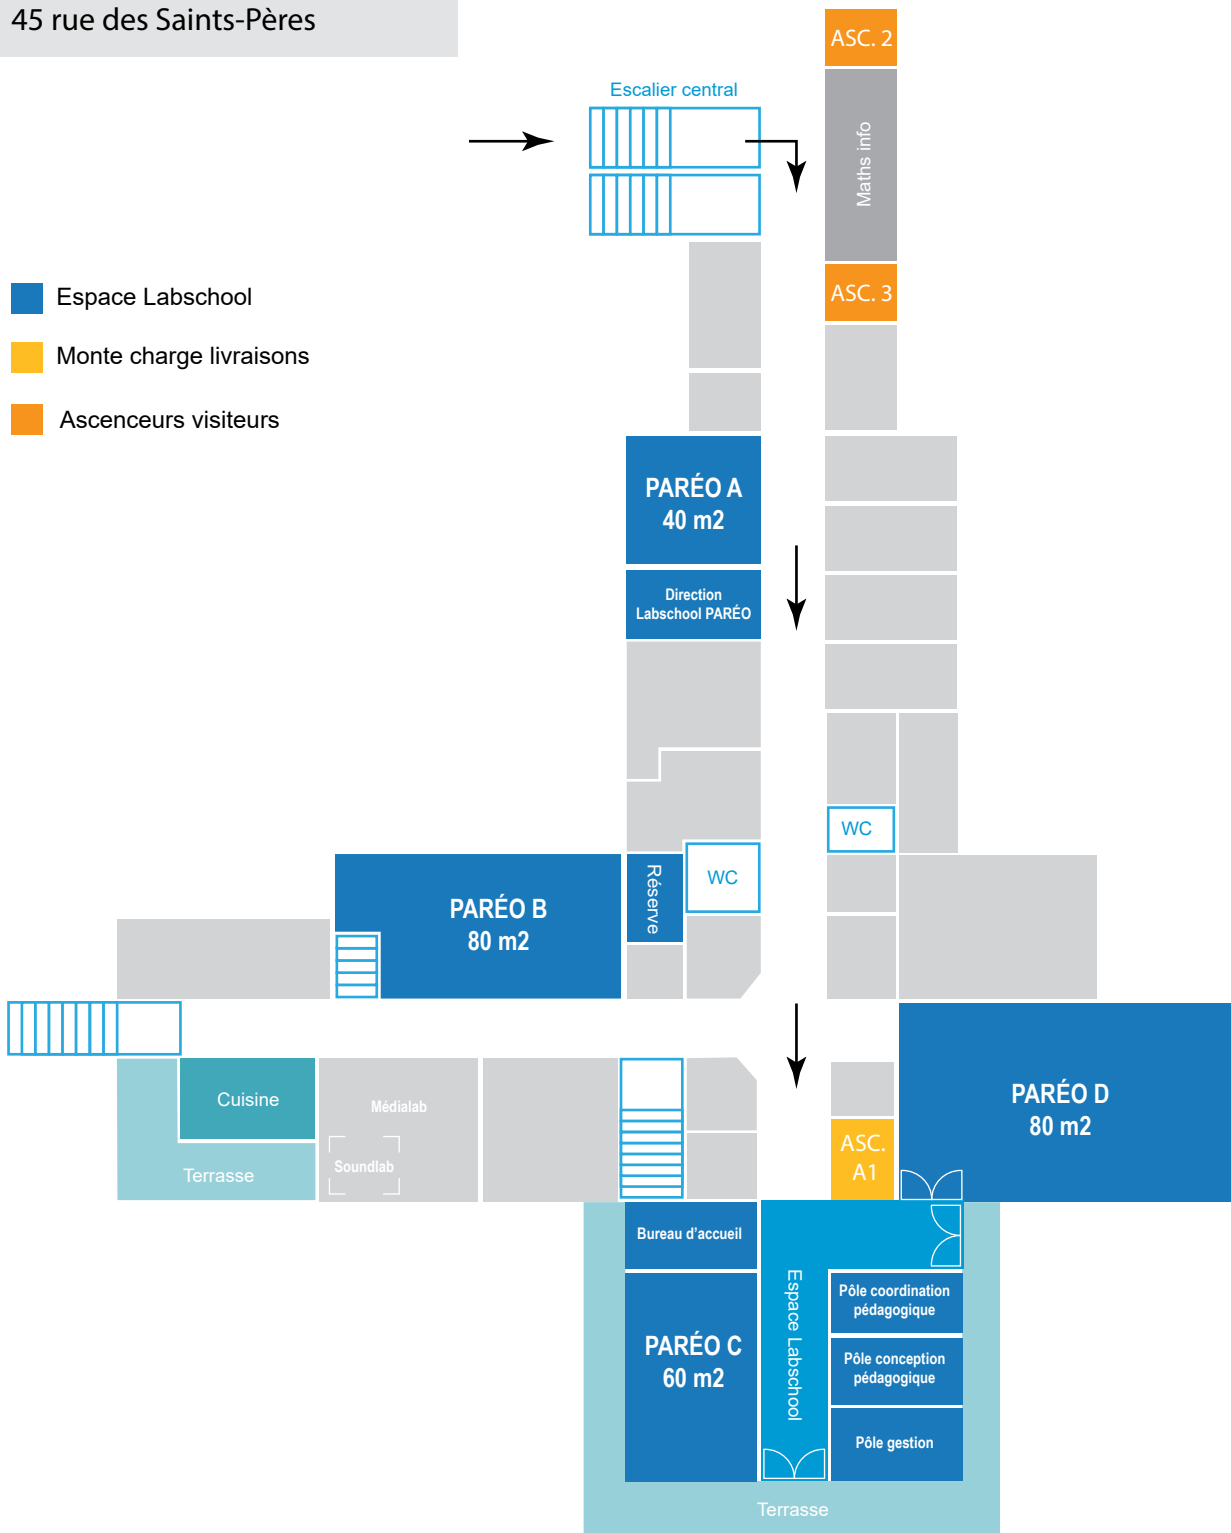 45 rue des Saints-Pères
ASC. 2
Escalier central
Maths info
ASC. 3
Espace Labschool
Monte charge livraisons
Ascenceurs visiteurs
PARÉO A
40 m2
Direction
Labschool PARÉO
WC
WC
Réserve
PARÉO B
80 m2
PARÉO D
80 m2
Cuisine
Médialab
Soundlab
Terrasse
ASC.
A1
Bureau d'accueil
Espace Labschool
Pôle coordination
pédagogique
PARÉO C
60 m2
Pôle conception
pédagogique
Pôle gestion
Terrasse